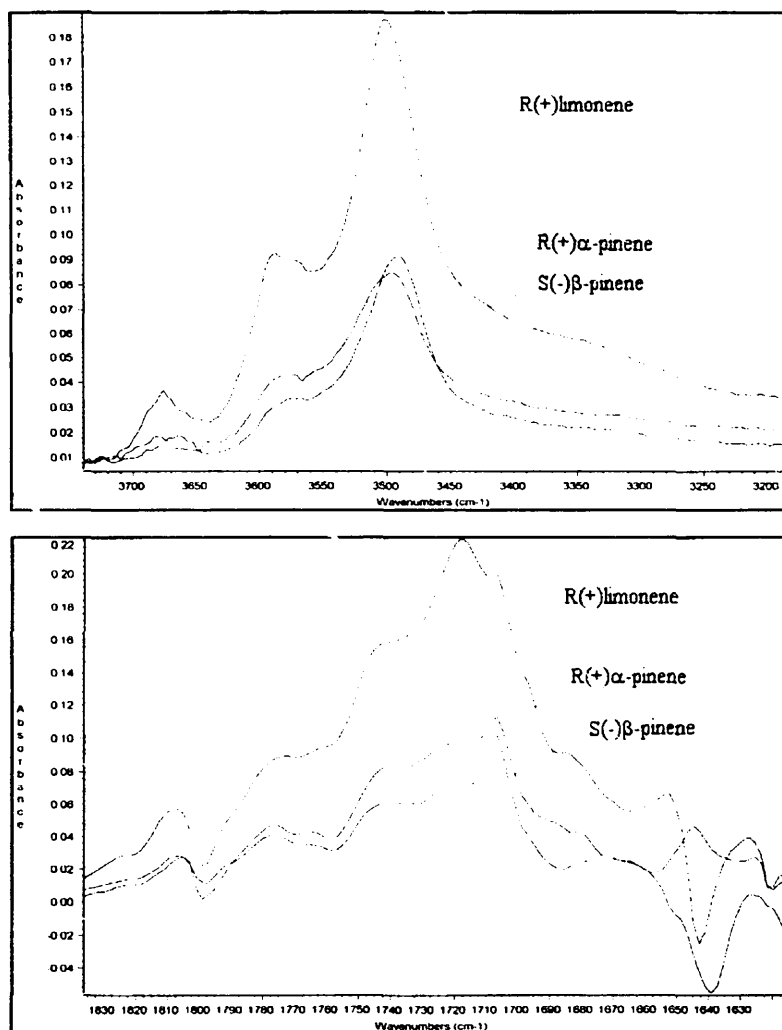 0.18
0.17
0.16
0.15
0.14
0.13
0.12
0.11
0.10
0.09
0.08
0.07
0.06
0.05
0.04
0.03
0.02
0.01
Absorbance
R(+)limonene
R(+)α-pinene
S(-)β-pinene
3700 3650 3600 3550 3500 3450 3400 3350 3300 3250 3200
Wavenumbers (cm-1)
0.22
0.20
0.18
0.16
0.14
0.12
0.10
0.08
0.06
0.04
0.02
0.00
-0.02
-0.04
Absorbance
R(+)limonene
R(+)α-pinene
S(-)β-pinene
1830 1820 1810 1800 1790 1780 1770 1760 1750 1740 1730 1720 1710 1700 1690 1680 1670 1660 1650 1640 1630
Wavenumbers (cm-1)